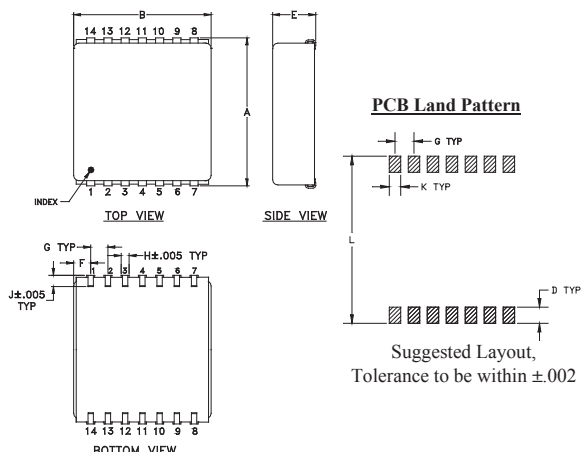 B
E
14 13 12 11 10 9 8
A
INDEX
1 2 3 4 5 6 7
TOP VIEW
SIDE VIEW
PCB Land Pattern
G TYP
K TYP
L
D TYP
Suggested Layout,
Tolerance to be within ±.002
G TYP
H±.005 TYP
F
1 2 3 4 5 6 7
J±.005
TYP
14 13 12 11 10 9 8
BOTTOM VIEW